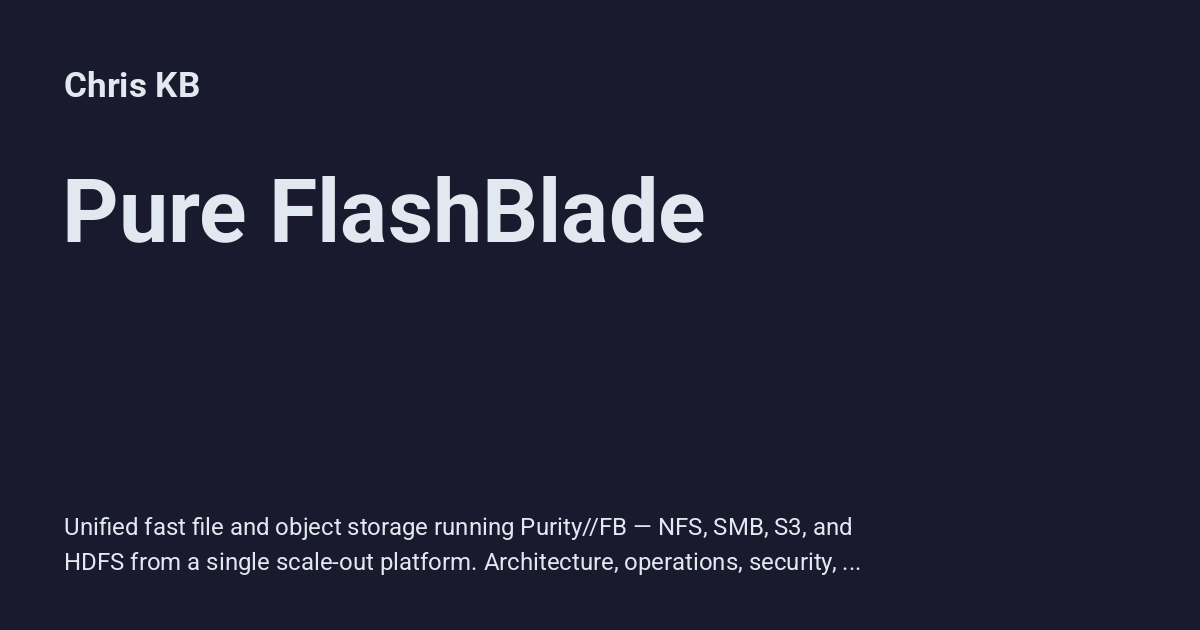 Chris KB
Pure FlashBlade
Unified fast file and object storage running Purity//FB — NFS, SMB, S3, and
HDFS from a single scale-out platform. Architecture, operations, security, ...